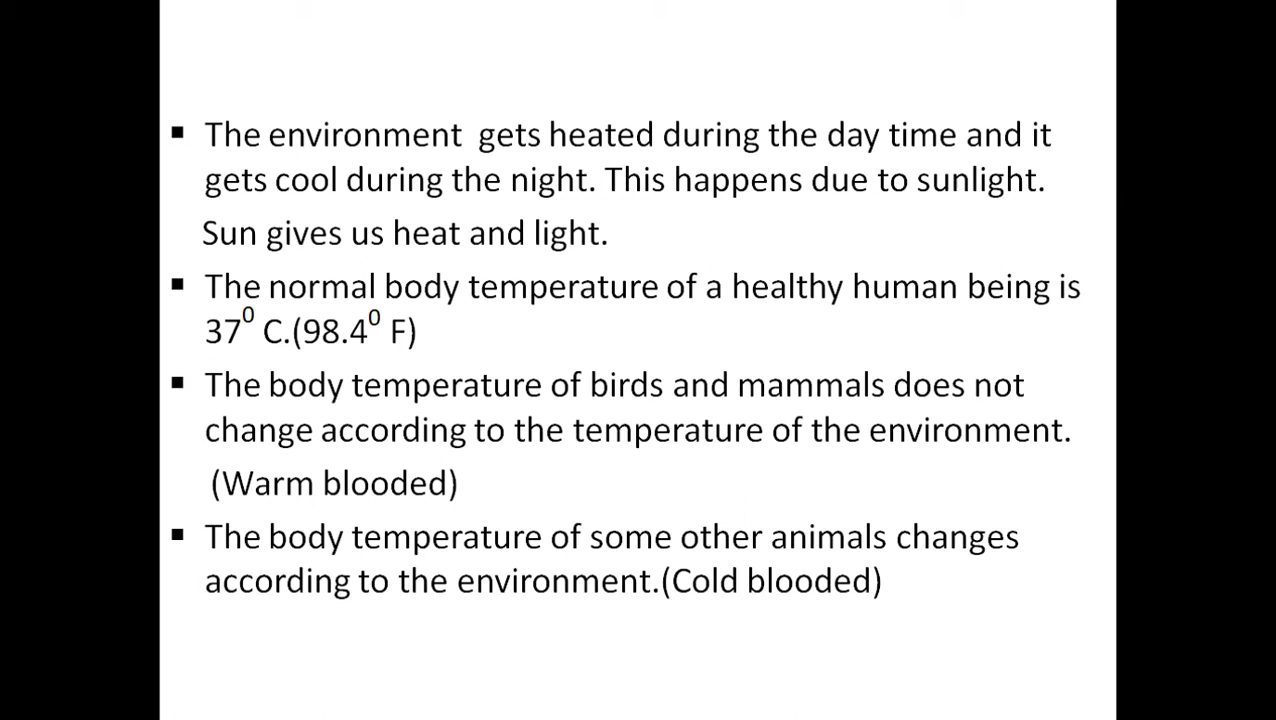 ▪ The environment  gets heated during the day time and it
gets cool during the night. This happens due to sunlight.
Sun gives us heat and light.
▪ The normal body temperature of a healthy human being is
37⁰ C.(98.4⁰ F)
▪ The body temperature of birds and mammals does not
change according to the temperature of the environment.
(Warm blooded)
▪ The body temperature of some other animals changes
according to the environment.(Cold blooded)